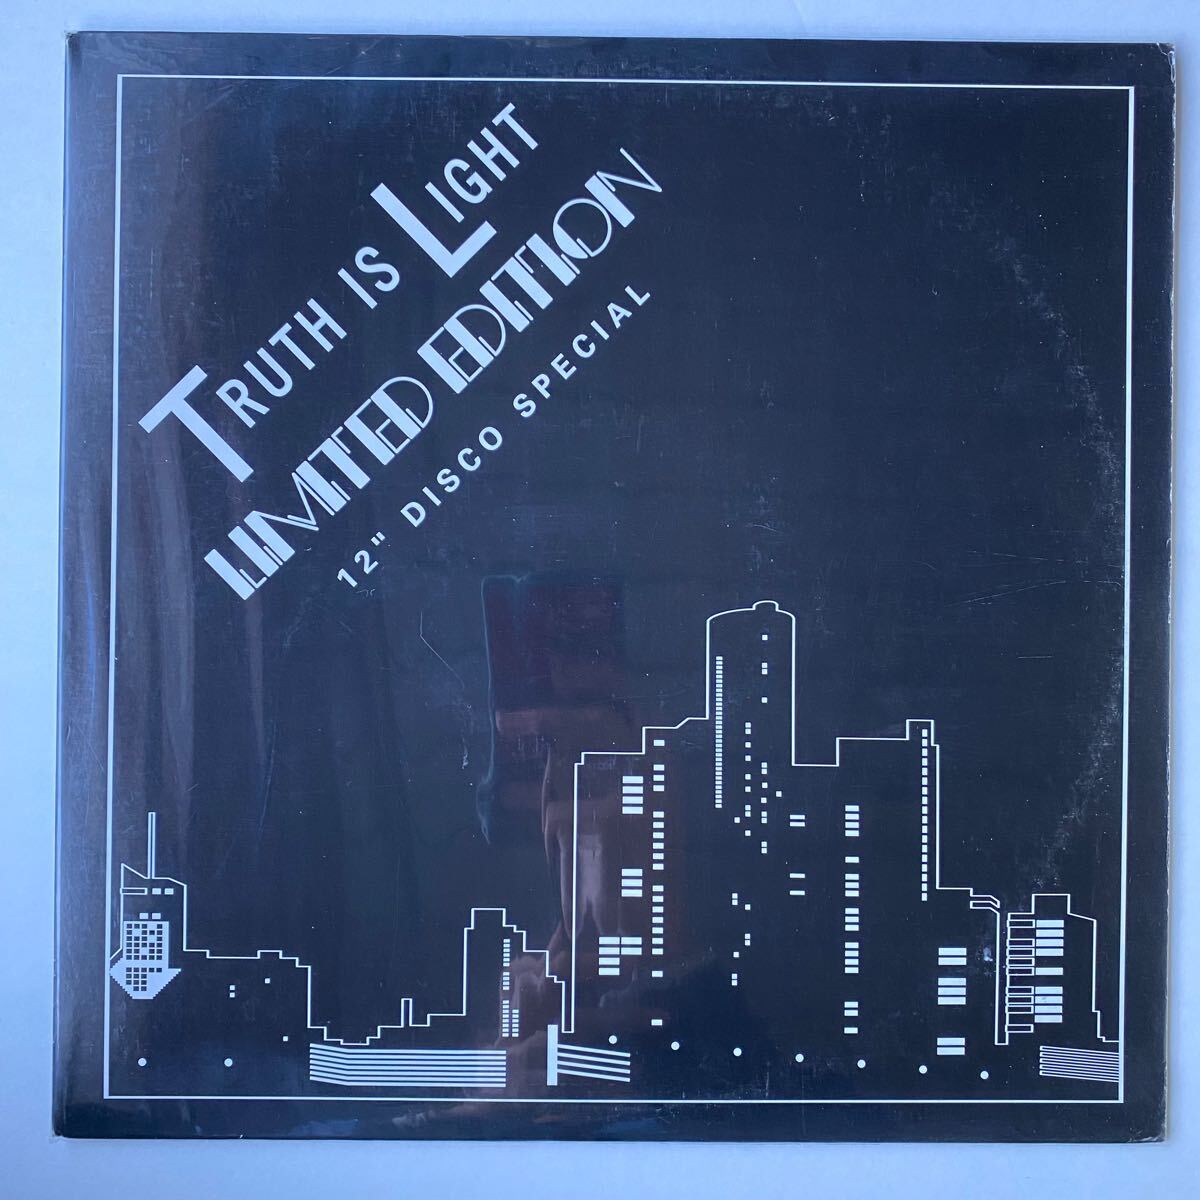 TRUTH IS LIGHT
LIMITED EDITION
12" DISCO SPECIAL